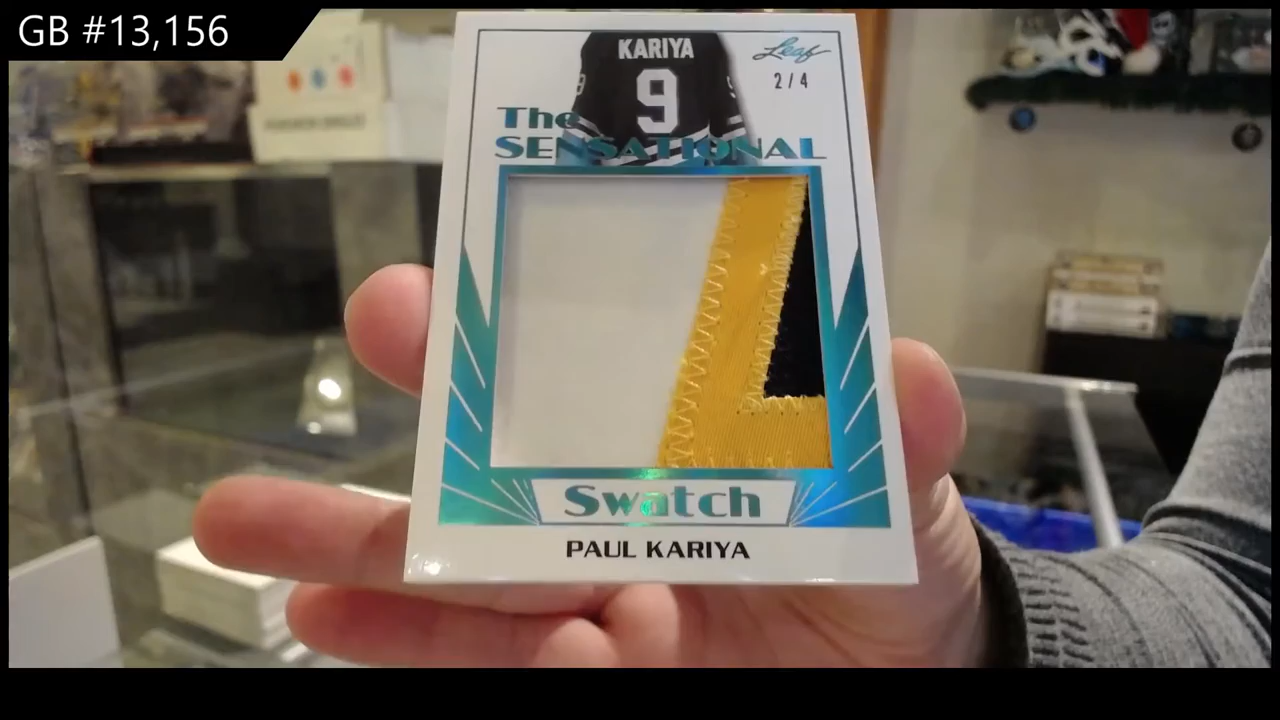 GB #13,156
KARIYA
Leaf
9
2/4
The
SENSATIONAL
Swatch
PAUL KARIYA